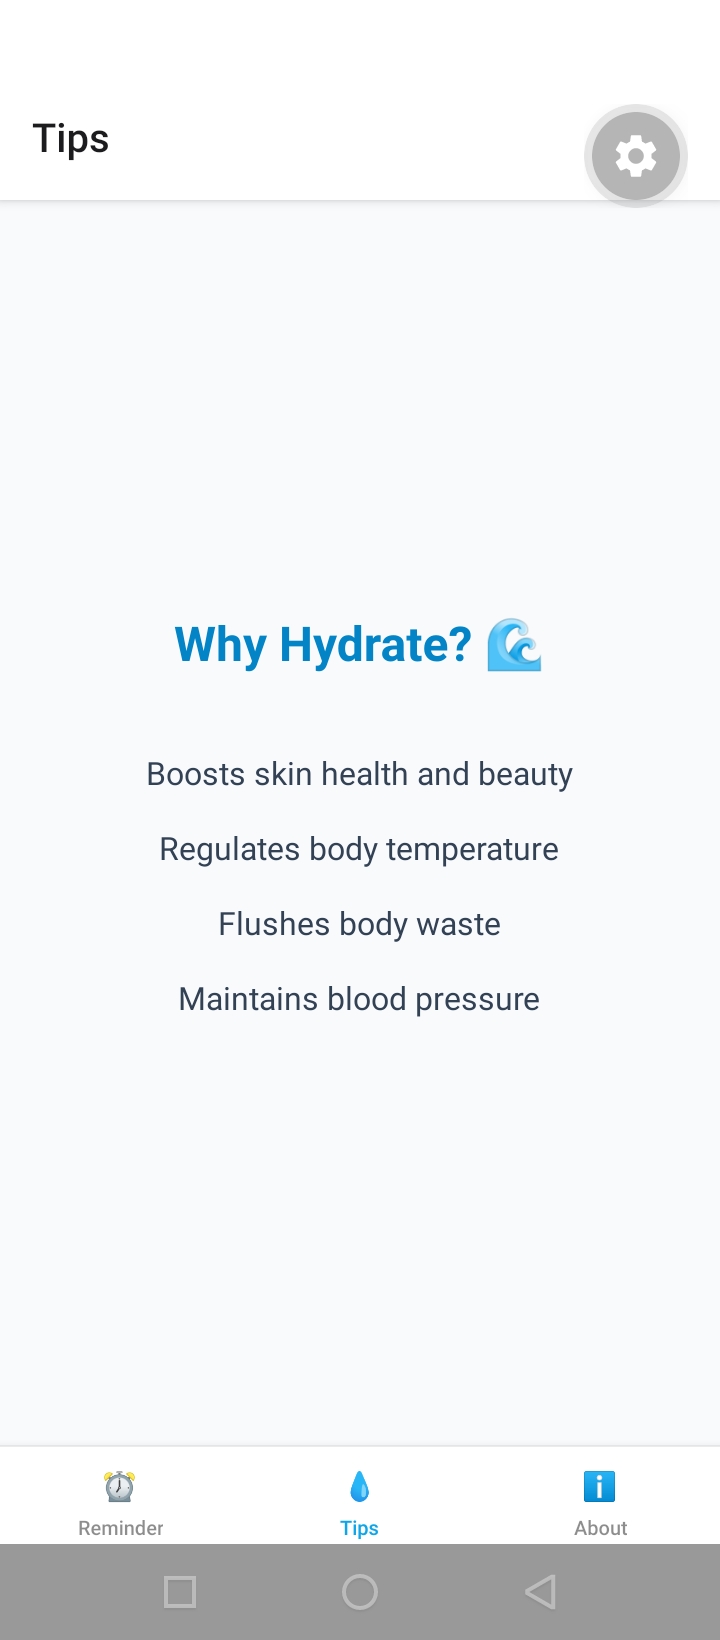 Tips
Why Hydrate? 🌊
Boosts skin health and beauty
Regulates body temperature
Flushes body waste
Maintains blood pressure
Reminder
Tips
About